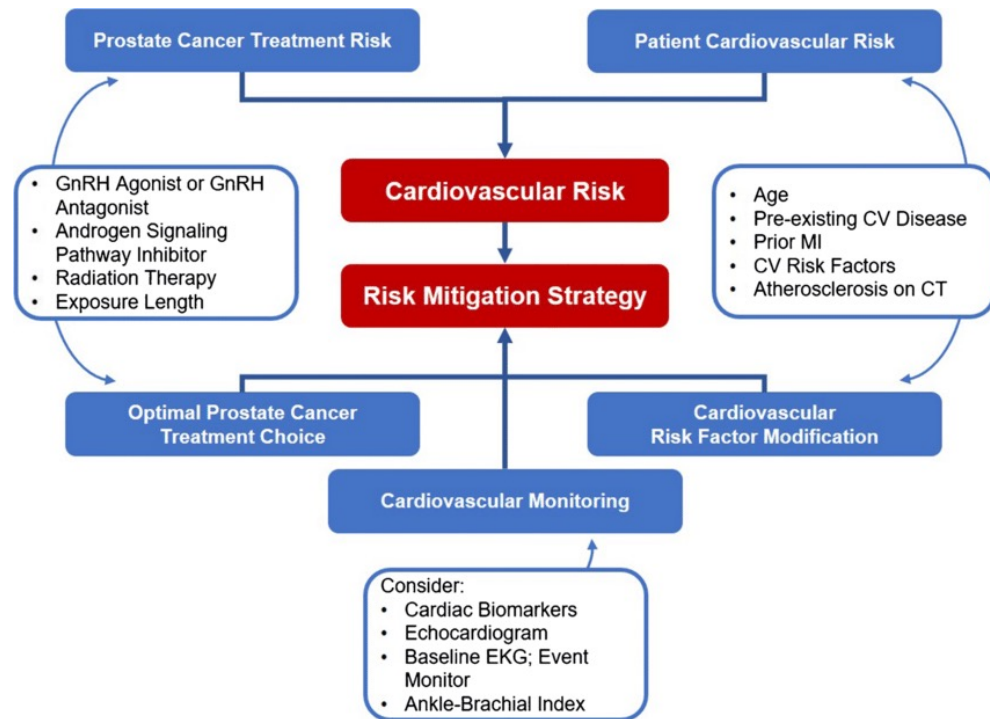 Prostate Cancer Treatment Risk
Patient Cardiovascular Risk
• GnRH Agonist or GnRH
Antagonist
• Androgen Signaling
Pathway Inhibitor
• Radiation Therapy
• Exposure Length
Cardiovascular Risk
Risk Mitigation Strategy
• Age
• Pre-existing CV Disease
• Prior MI
• CV Risk Factors
• Atherosclerosis on CT
Optimal Prostate Cancer
Treatment Choice
Cardiovascular
Risk Factor Modification
Cardiovascular Monitoring
Consider:
• Cardiac Biomarkers
• Echocardiogram
• Baseline EKG; Event
Monitor
• Ankle-Brachial Index